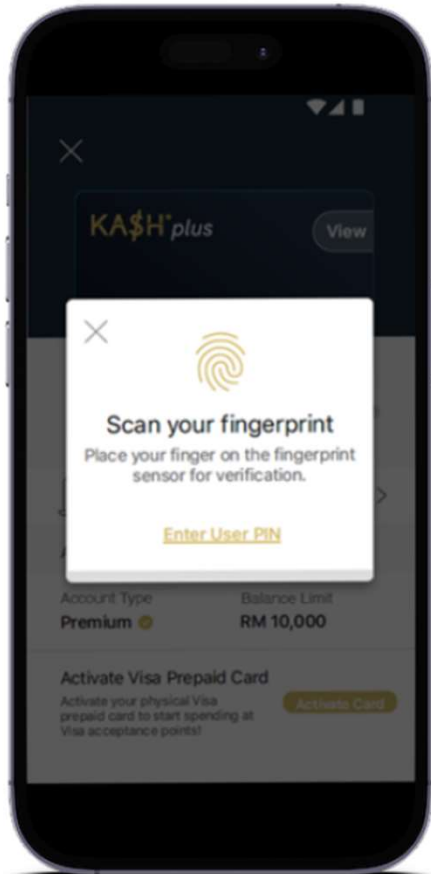 KA$H+plus
View
Scan your fingerprint
Place your finger on the fingerprint
sensor for verification.
Enter User PIN
Account Type
Balance Limit
Premium
RM 10,000
Activate Visa Prepaid Card
Activate your physical Visa
prepaid card to start spending at
Visa acceptance points!
Activate Card